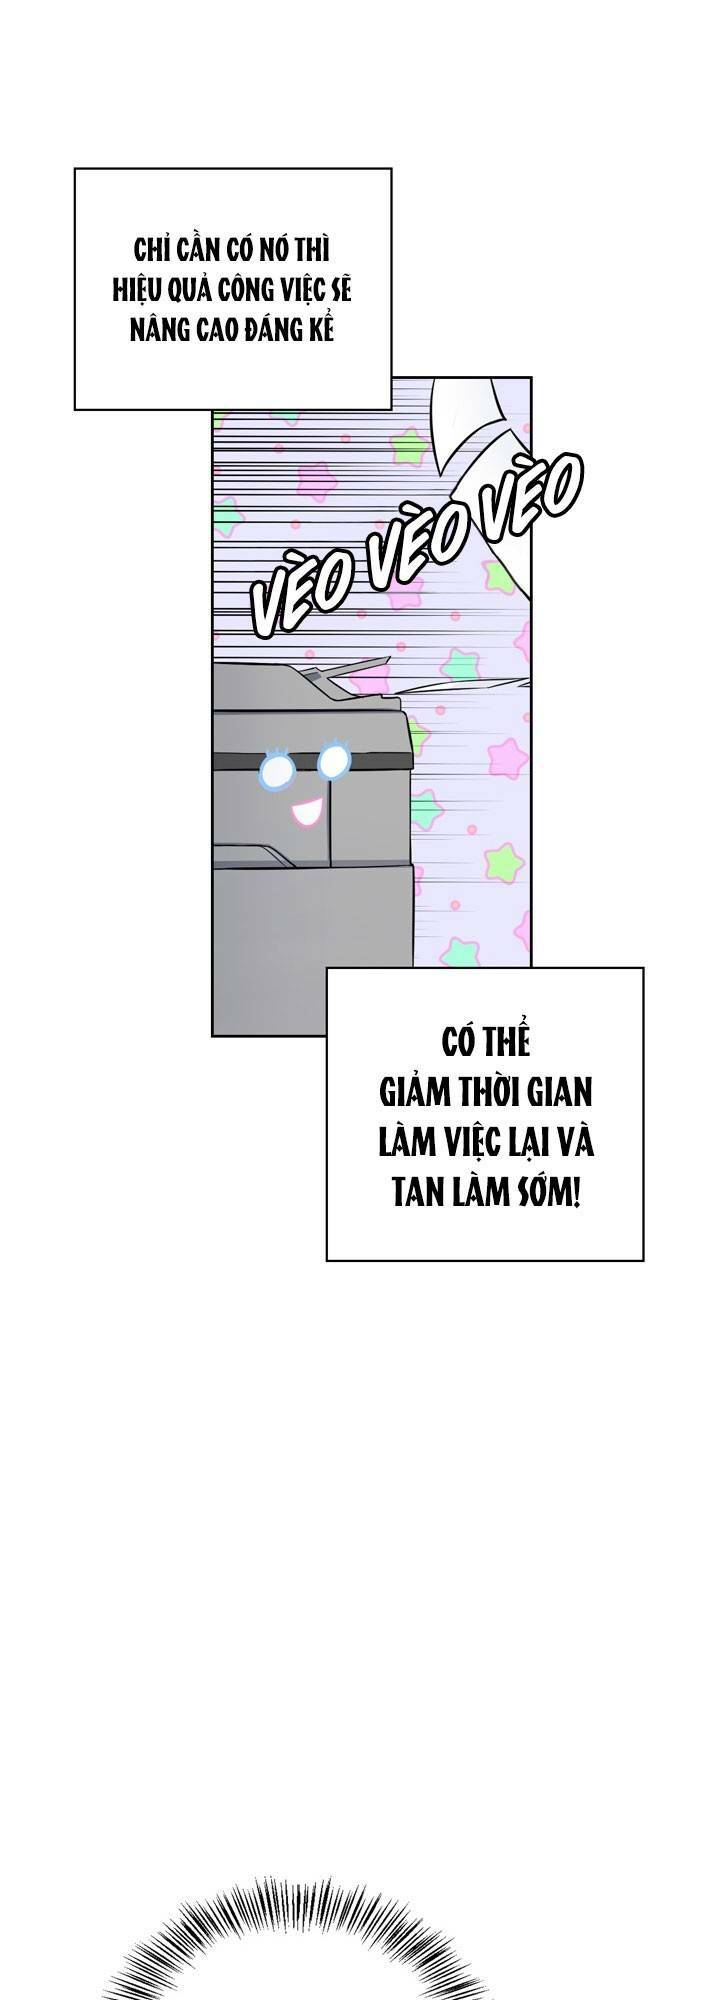 CHỈ CẦN CÓ NÓ THÌ
HIỆU QUẢ CÔNG VIỆC SẼ
NÂNG CAO ĐÁNG KỂ
VÈO VÈO VÈO
CÓ THỂ
GIẢM THỜI GIAN
LÀM VIỆC LẠI VÀ
TAN LÀM SỚM!